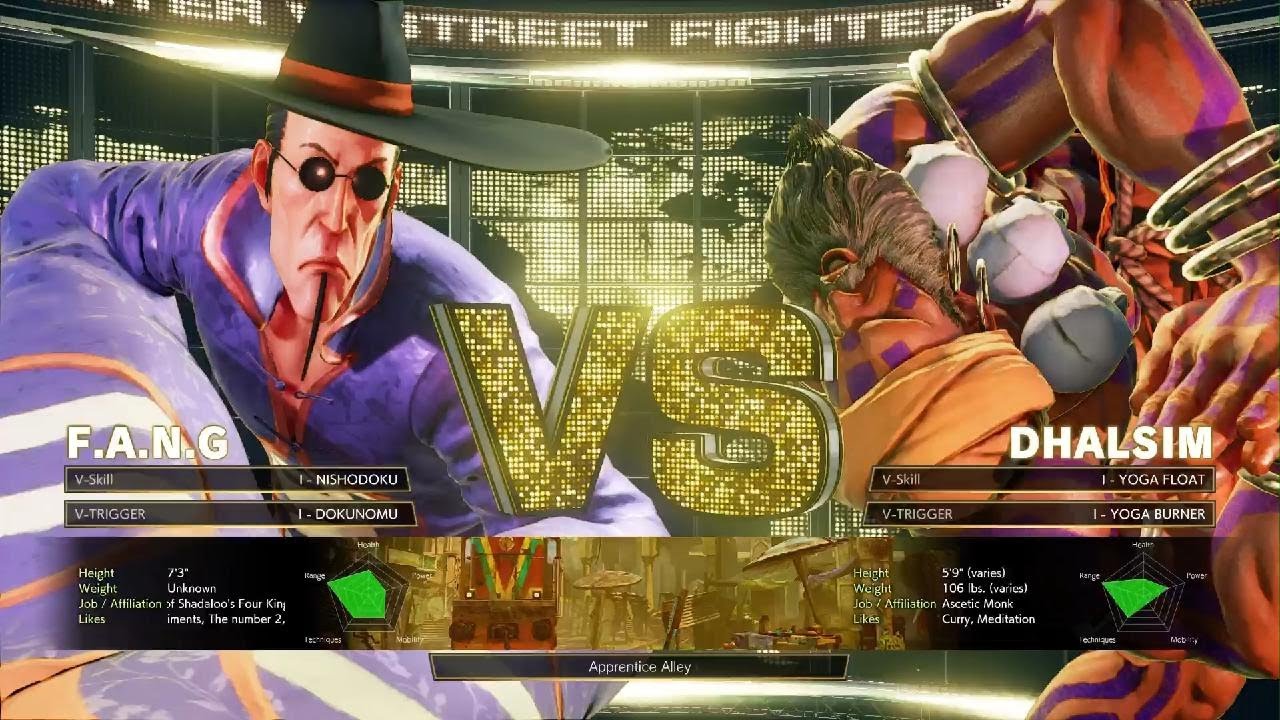 STREET FIGHTER
VS
F.A.N.G
V-Skill I - NISHODOKU
V-TRIGGER I - DOKUNOMU
DHALSIM
V-Skill I - YOGA FLOAT
V-TRIGGER I - YOGA BURNER
Height 7'3"
Weight Unknown
Job / Affiliation of Shadaloo's Four King
Likes iments, The number 2,
Health
Range
Power
Techniques
Mobility
Height 5'9" (varies)
Weight 106 lbs. (varies)
Job / Affiliation Ascetic Monk
Likes Curry, Meditation
Health
Range
Power
Techniques
Mobility
Apprentice Alley